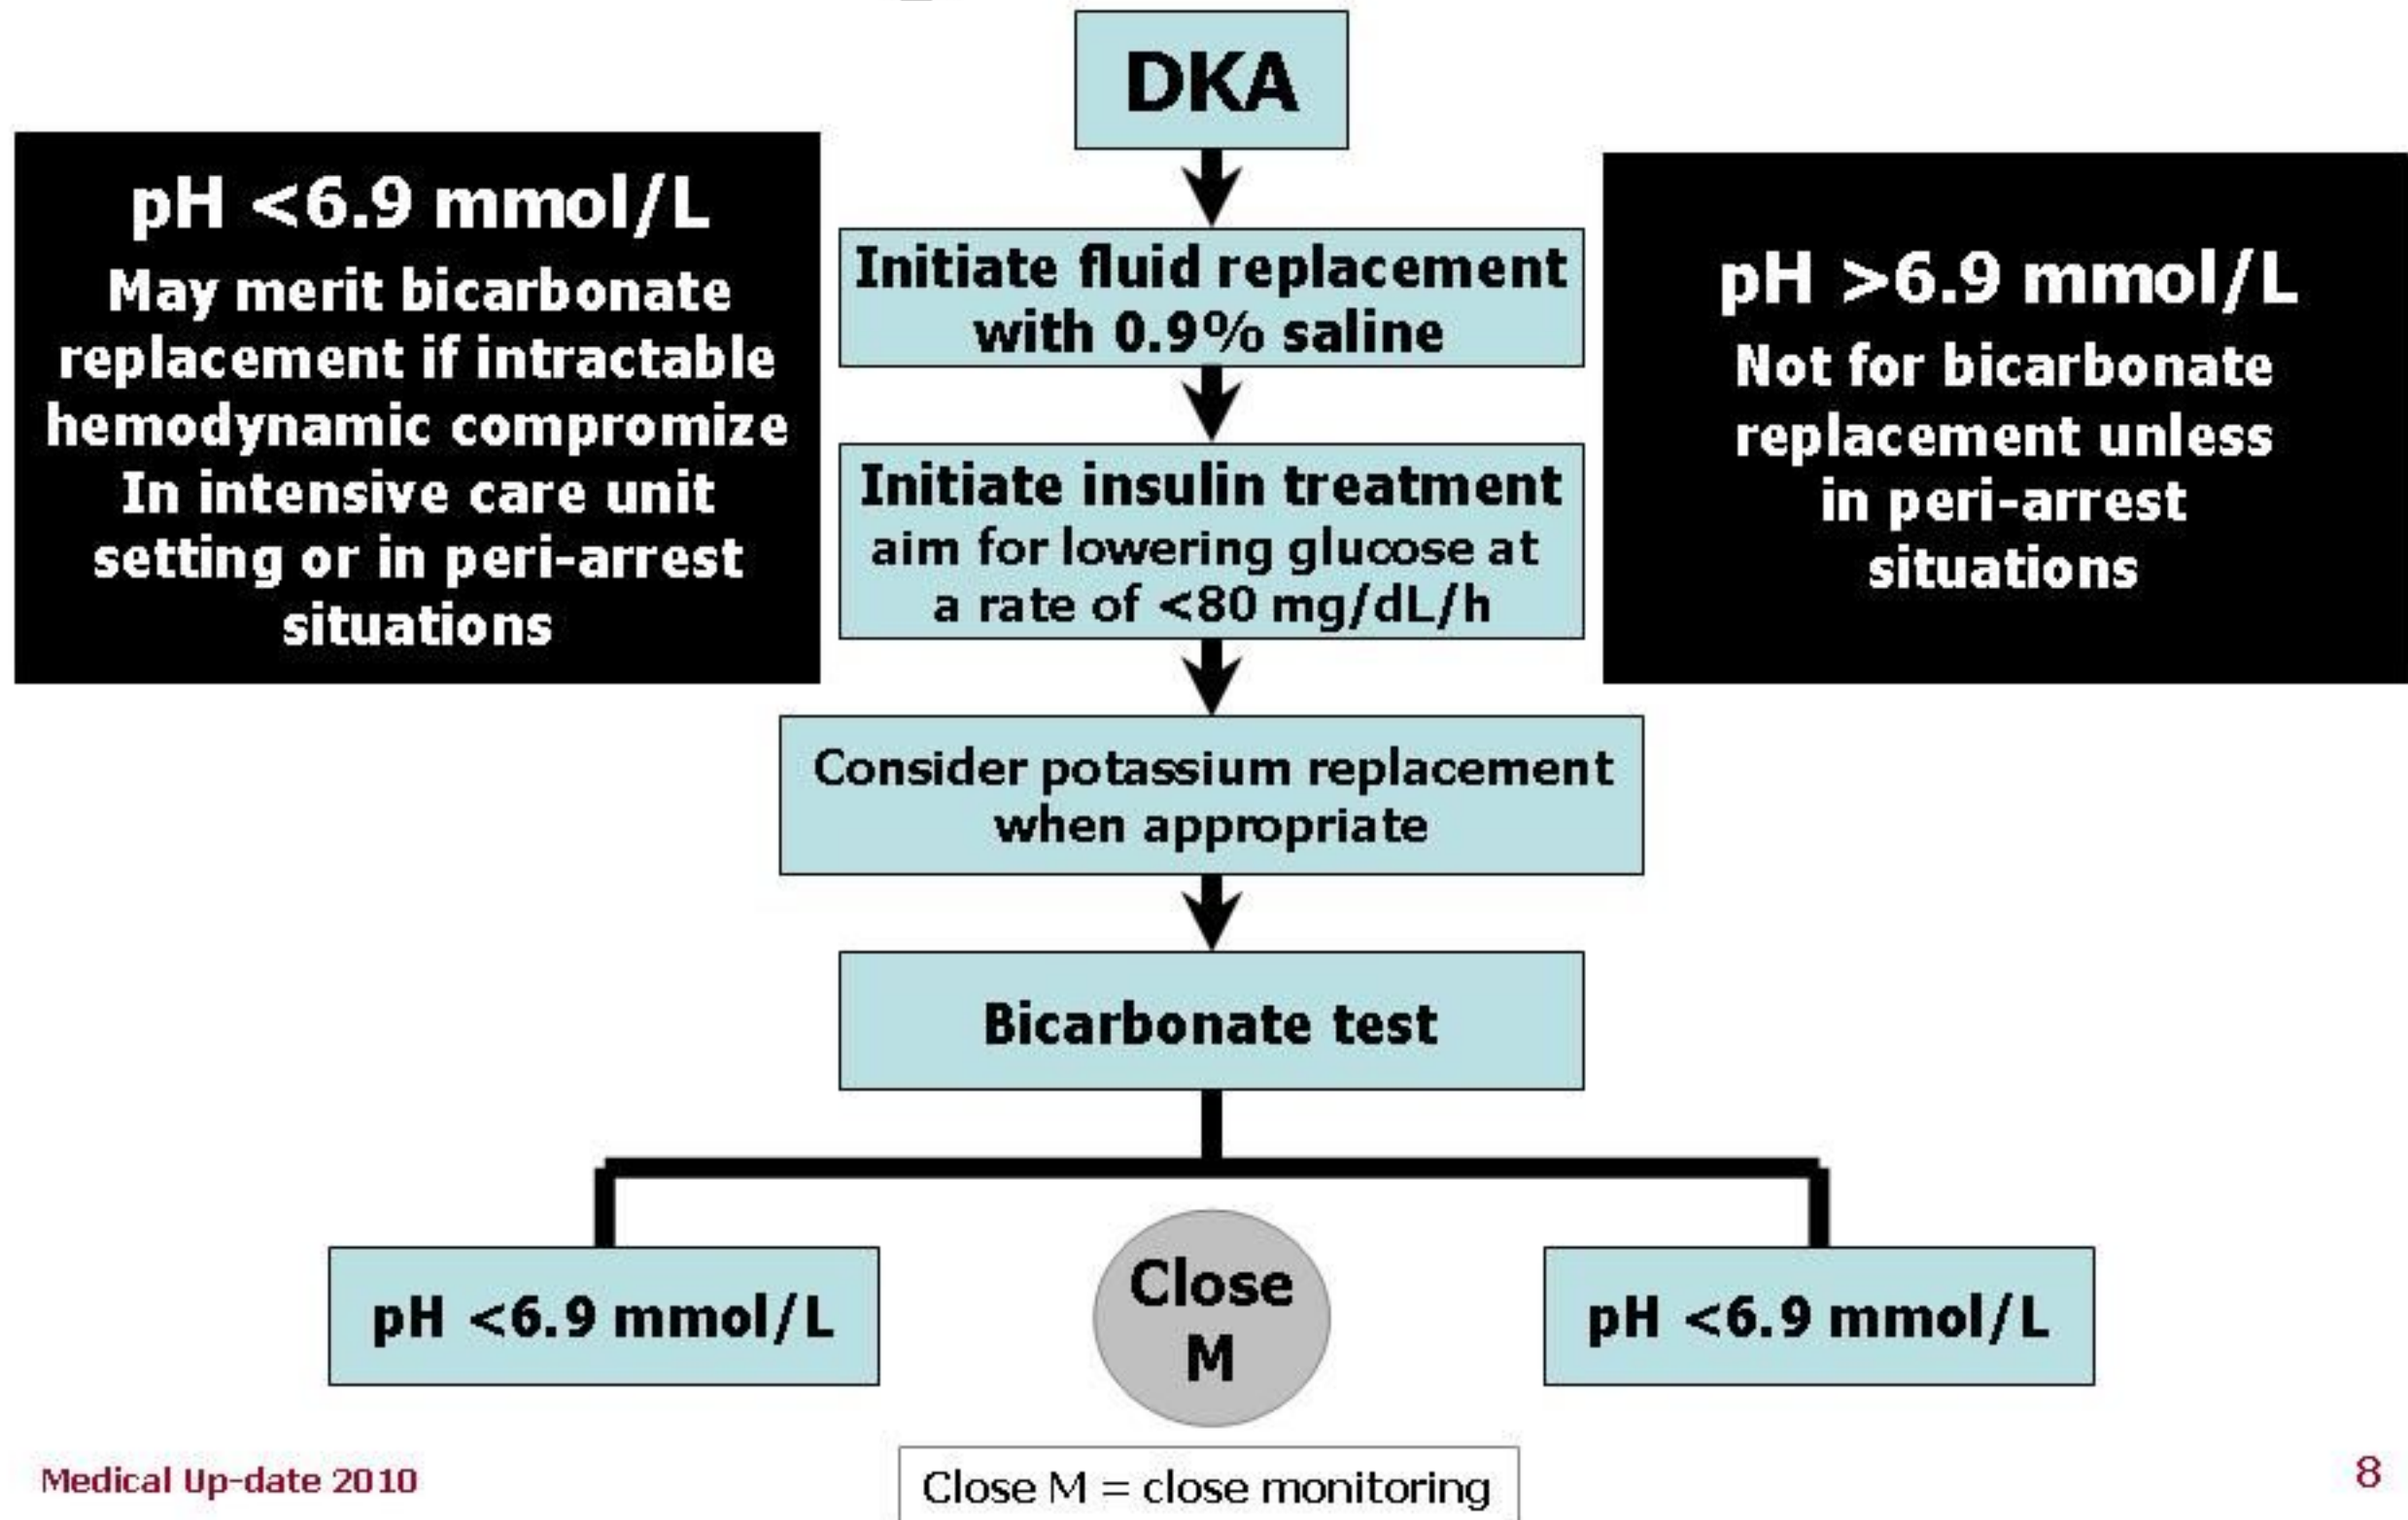 DKA
pH <6.9 mmol/L
May merit bicarbonate
replacement if intractable
hemodynamic compromize
In intensive care unit
setting or in peri-arrest
situations
Initiate fluid replacement
with 0.9% saline
Initiate insulin treatment
aim for lowering glucose at
a rate of <80 mg/dL/h
pH >6.9 mmol/L
Not for bicarbonate
replacement unless
in peri-arrest
situations
Consider potassium replacement
when appropriate
Bicarbonate test
pH <6.9 mmol/L
Close
M
pH <6.9 mmol/L
Medical Up-date 2010
Close M = close monitoring
8